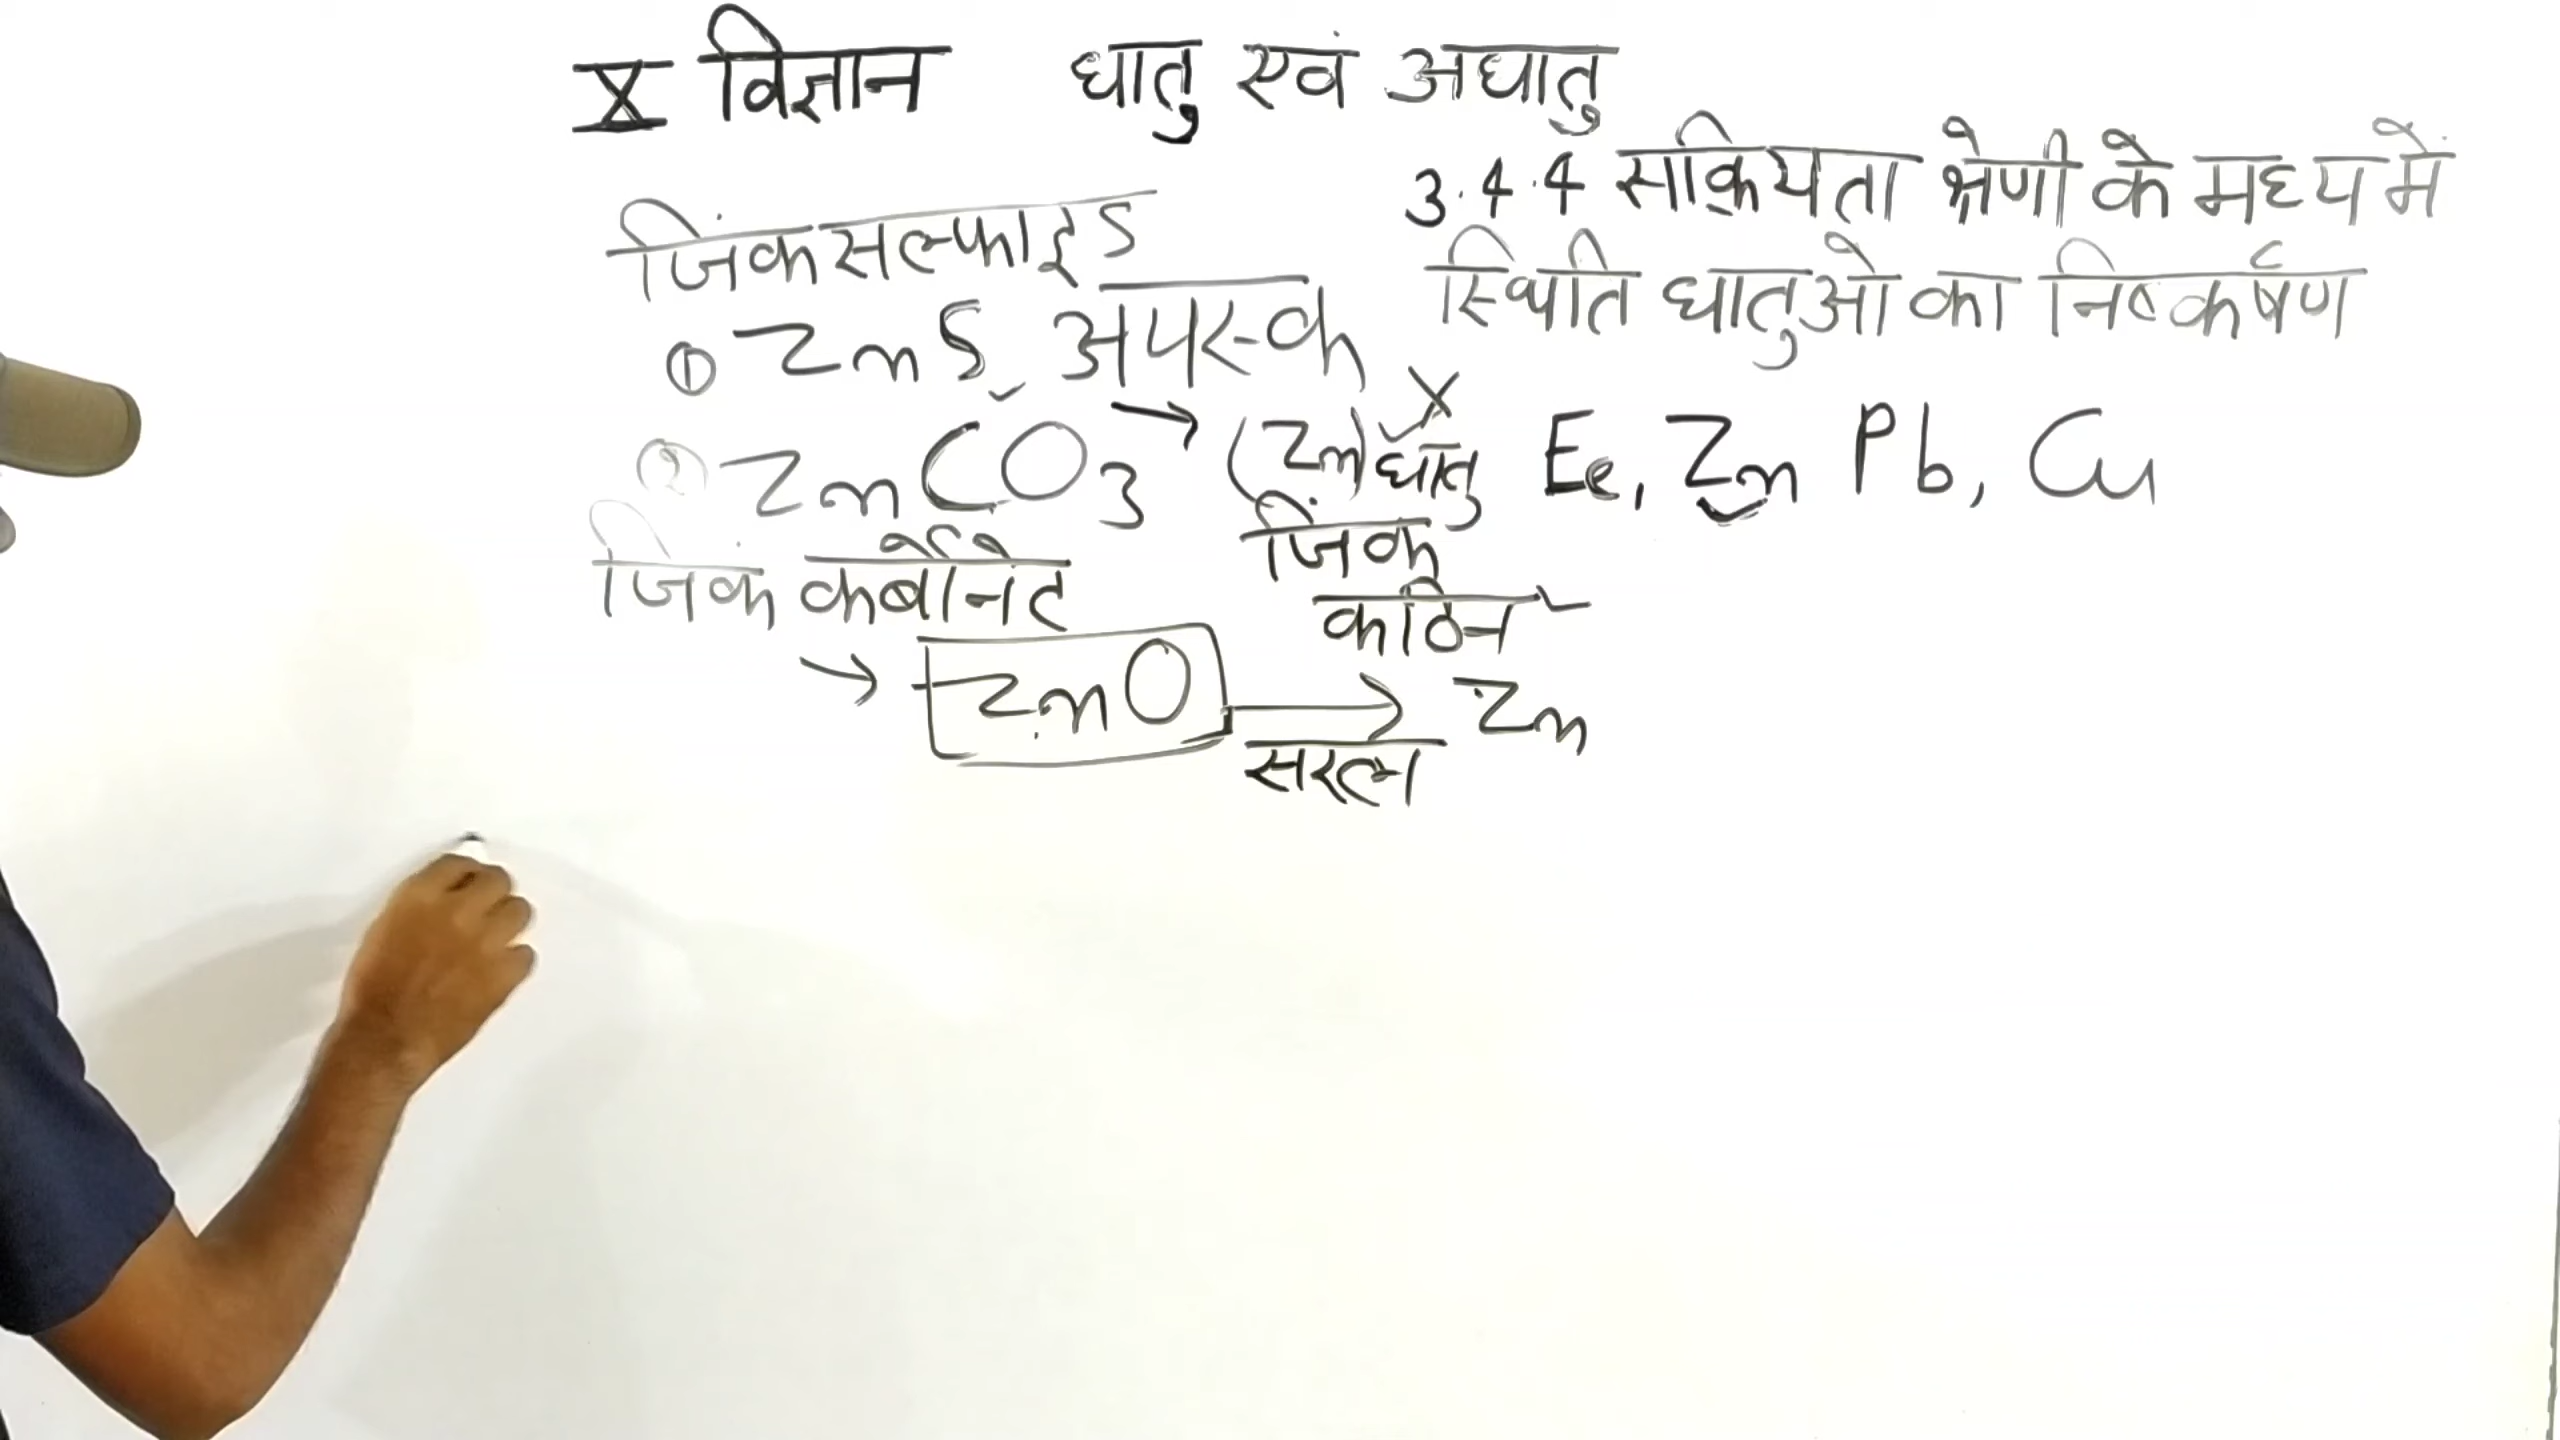 X विज्ञान धातु एवं अधातु
3.4.4 सक्रियता श्रेणी के मध्य में
स्थिति धातुओ का निष्कर्षण
जिंक सल्फाइड
① ZnS अयस्क
② ZnCO3 → (Zn) धातु Fe, Zn Pb, Cu
जिंक कर्बोनेट जिंक
कठिन
→ ZnO → Zn
सरल